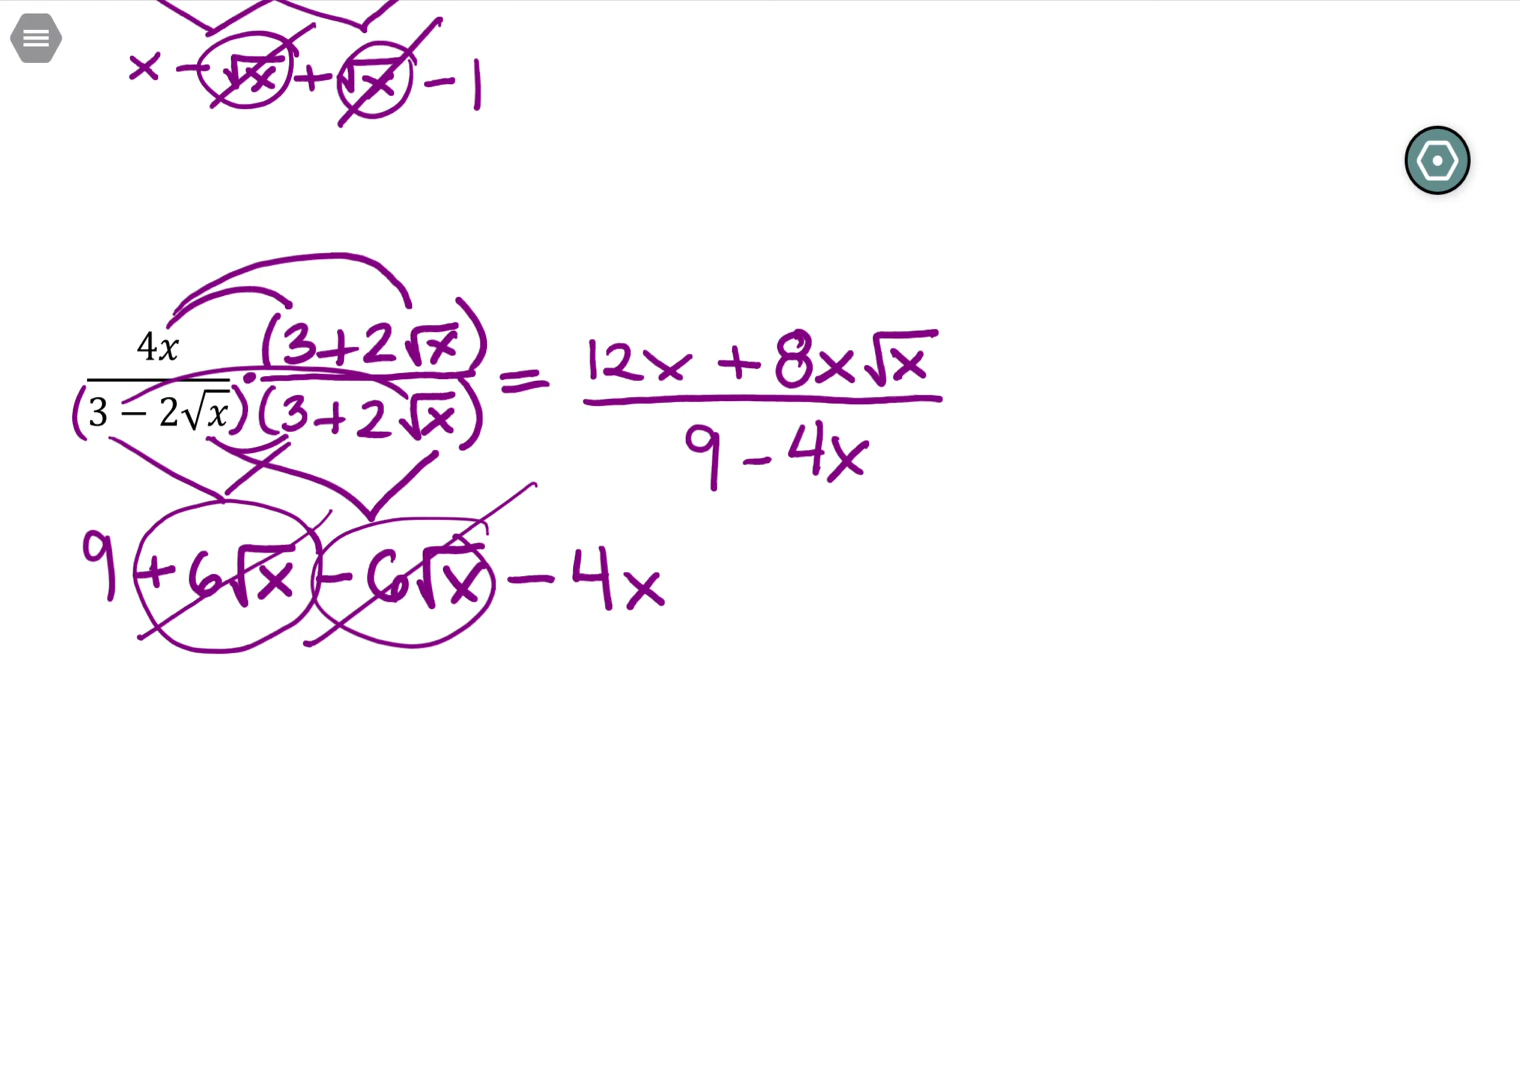 x - √x + √x - 1
4x (3+2√x) = 12x + 8x√x
(3 − 2√x) (3+2√x) 9 - 4x
9 +6√x - 6√x - 4x